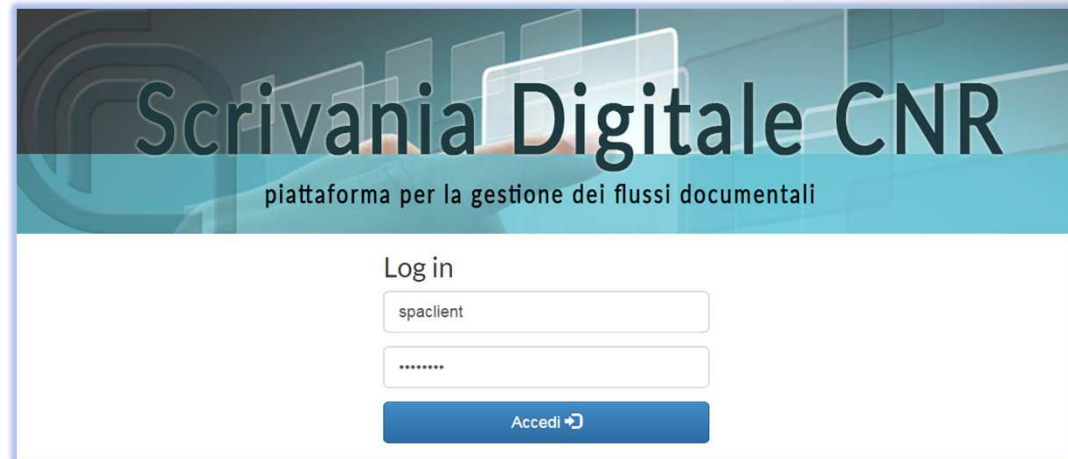 Scrivania Digitale CNR
piattaforma per la gestione dei flussi documentali
Log in
spaclient
••••••••
Accedi